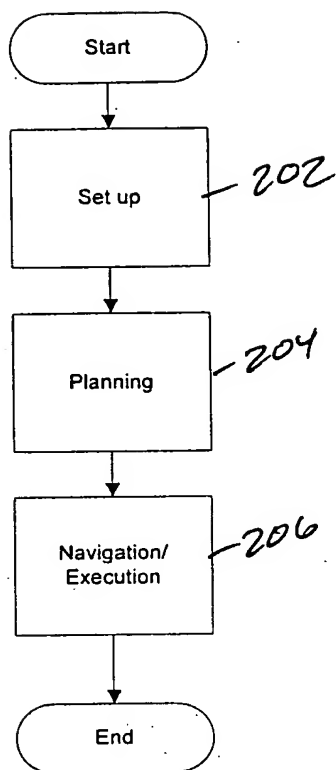 Start
Set up
202
Planning
204
Navigation/
Execution
206
End